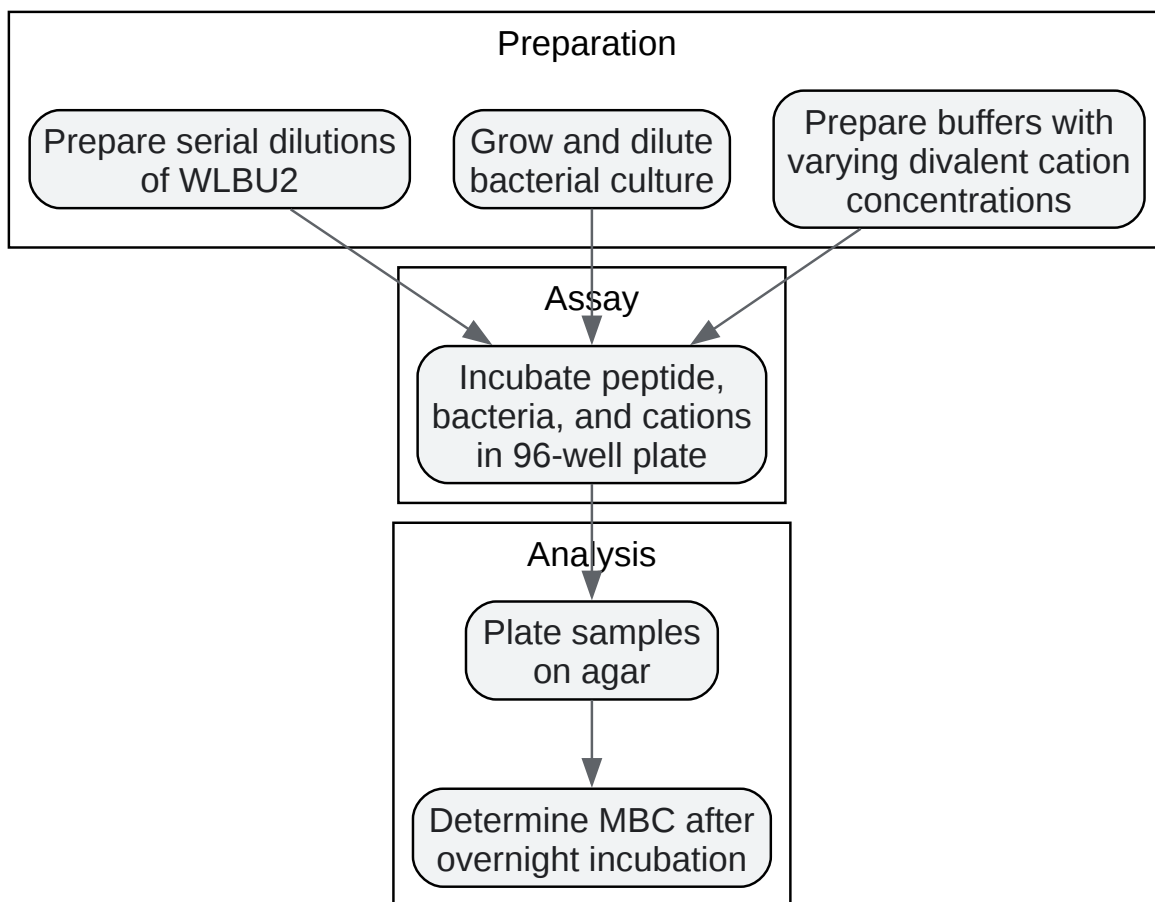 Preparation
Prepare serial dilutions
of WLBU2
Grow and dilute
bacterial culture
Prepare buffers with
varying divalent cation
concentrations
Assay
Incubate peptide,
bacteria, and cations
in 96-well plate
Analysis
Plate samples
on agar
Determine MBC after
overnight incubation